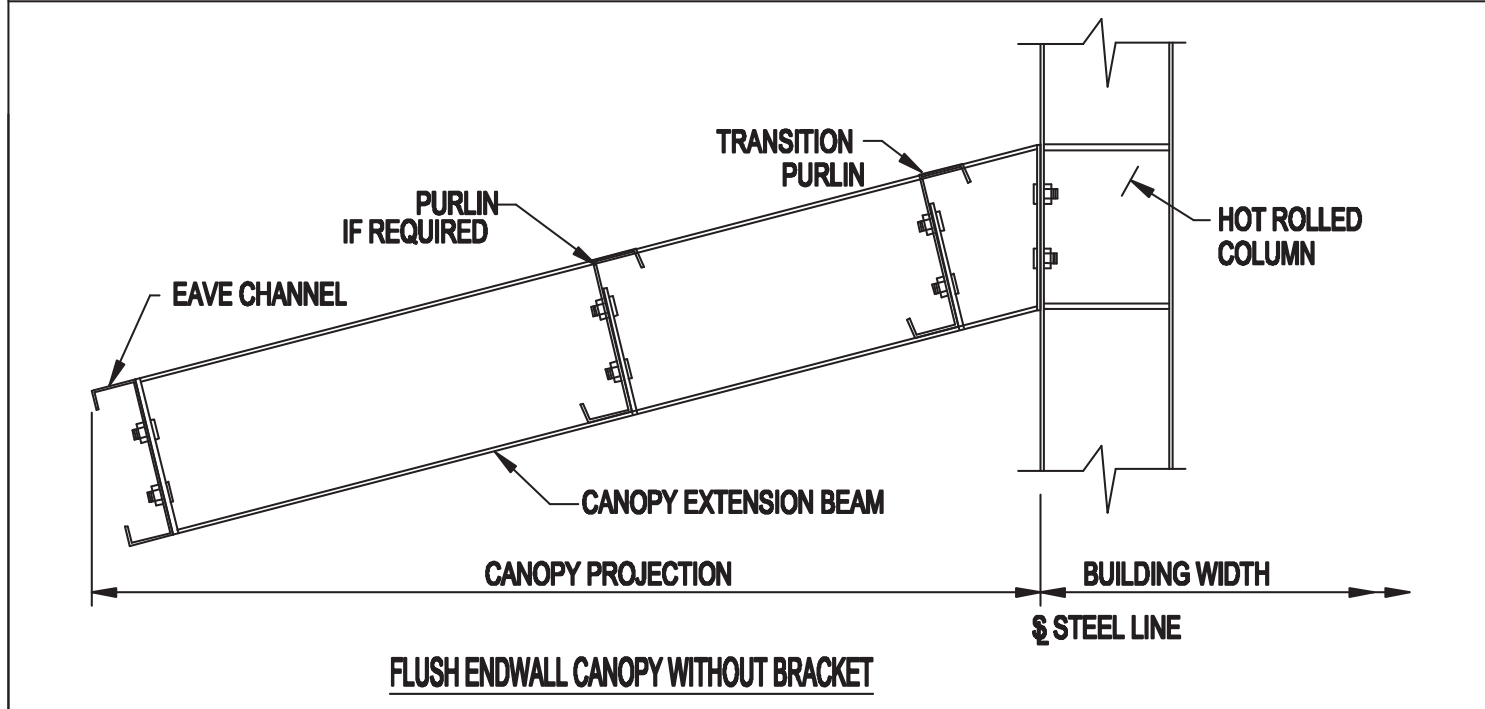 TRANSITION
PURLIN
PURLIN
IF REQUIRED
HOT ROLLED
COLUMN
EAVE CHANNEL
CANOPY EXTENSION BEAM
CANOPY PROJECTION
BUILDING WIDTH
STEEL LINE
FLUSH ENDWALL CANOPY WITHOUT BRACKET